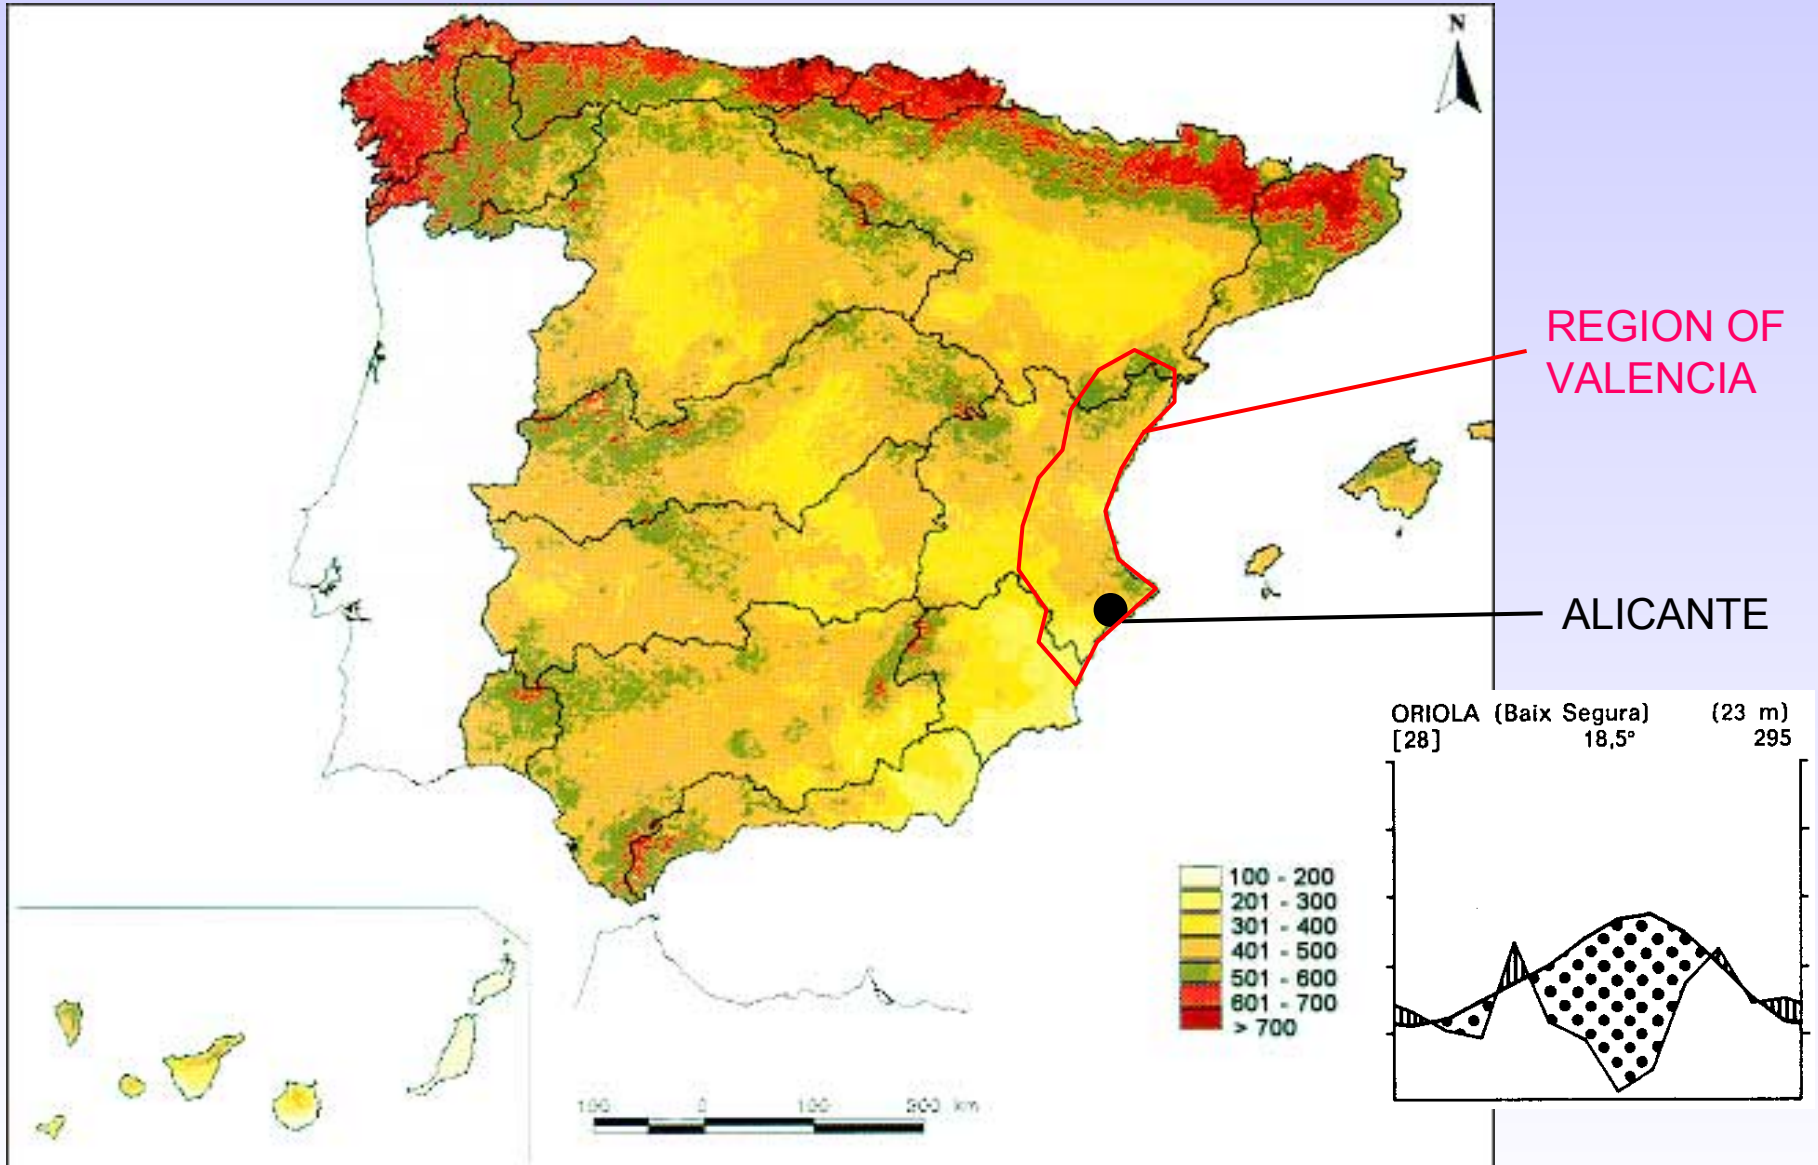 N
REGION OF
VALENCIA
ALICANTE
ORIOLA (Baix Segura) (23 m)
[28] 18,5° 295
100 - 200
201 - 300
301 - 400
401 - 500
501 - 600
601 - 700
> 700
100 0 100 200 km